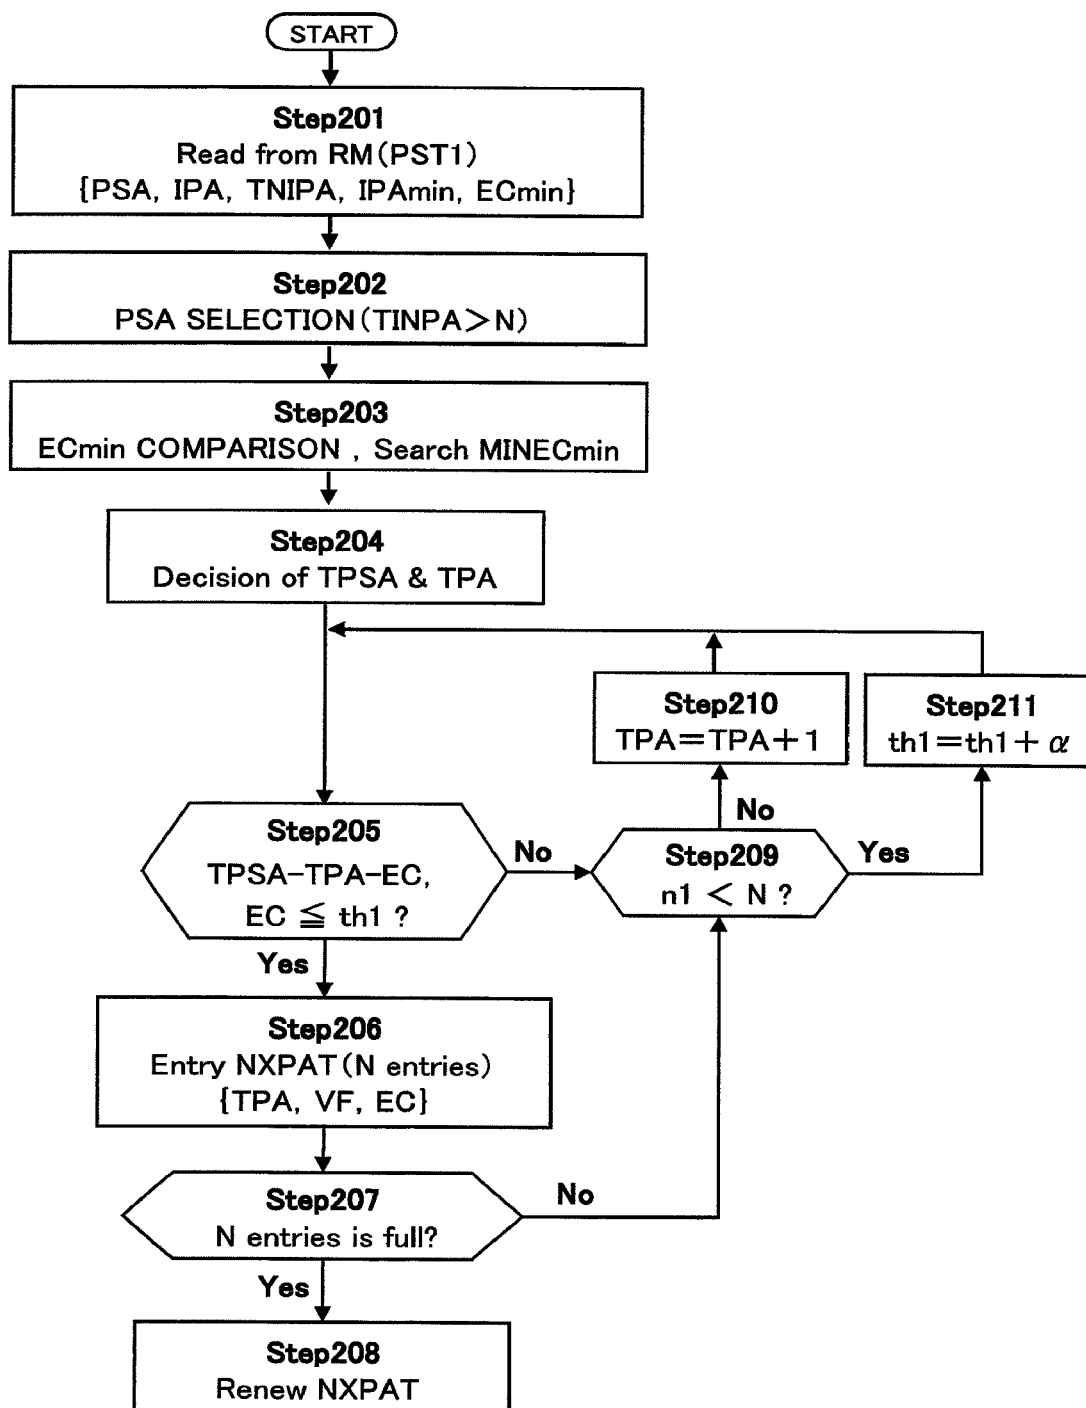 START
Step201
Read from RM(PST1)
{PSA, IPA, TNIPA, IPAmin, ECmin}
Step202
PSA SELECTION(TINPA>N)
Step203
ECmin COMPARISON , Search MINECmin
Step204
Decision of TPSA & TPA
Step210
TPA=TPA+1
Step211
th1=th1+α
Step205
TPSA-TPA-EC,
EC ≦ th1 ?
No
Step209
n1 < N ?
No
Yes
Yes
Step206
Entry NXPAT(N entries)
{TPA, VF, EC}
Step207
N entries is full?
No
Yes
Step208
Renew NXPAT